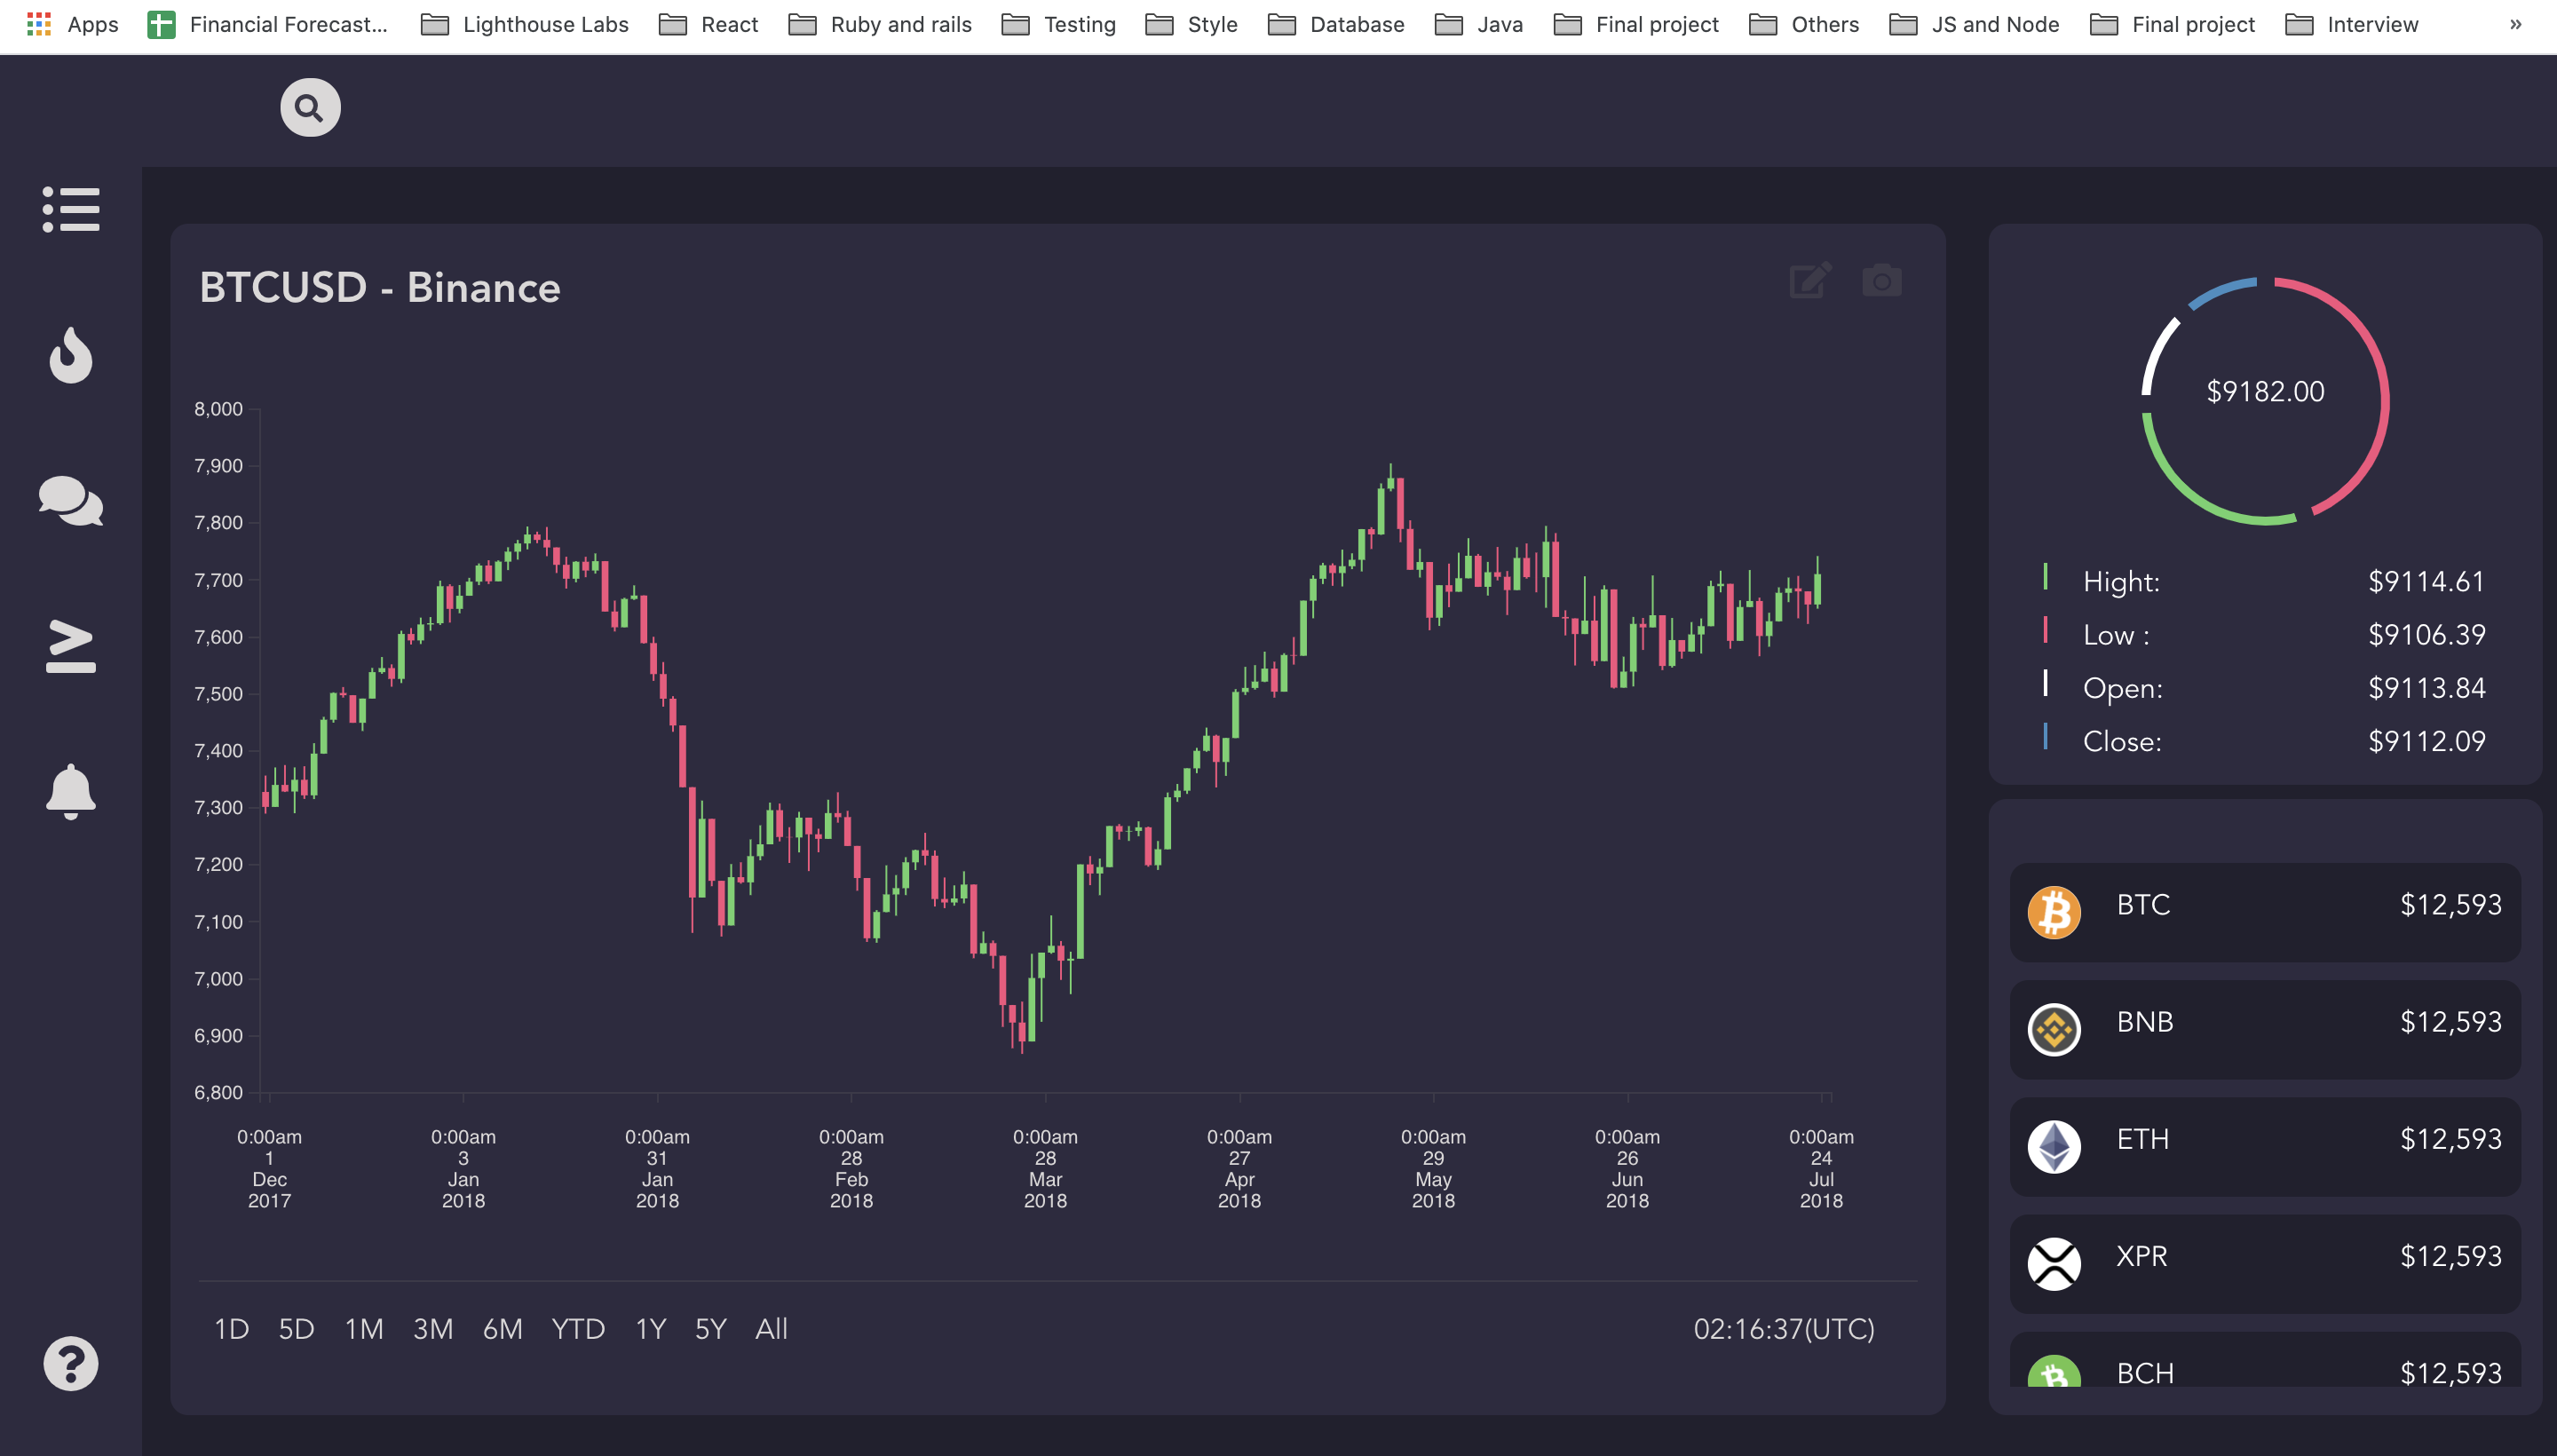 Apps Financial Forecast... Lighthouse Labs React Ruby and rails Testing Style Database Java Final project Others JS and Node Final project Interview »
BTCUSD - Binance
8,000
7,900
7,800
7,700
7,600
7,500
7,400
7,300
7,200
7,100
7,000
6,900
6,800
0:00am 0:00am 0:00am 0:00am 0:00am 0:00am 0:00am 0:00am 0:00am
1 3 31 28 28 27 29 26 24
Dec Jan Jan Feb Mar Apr May Jun Jul
2017 2018 2018 2018 2018 2018 2018 2018 2018
1D 5D 1M 3M 6M YTD 1Y 5Y All 02:16:37(UTC)
$9182.00
Hight: $9114.61
Low : $9106.39
Open: $9113.84
Close: $9112.09
BTC $12,593
BNB $12,593
ETH $12,593
XPR $12,593
BCH $12,593